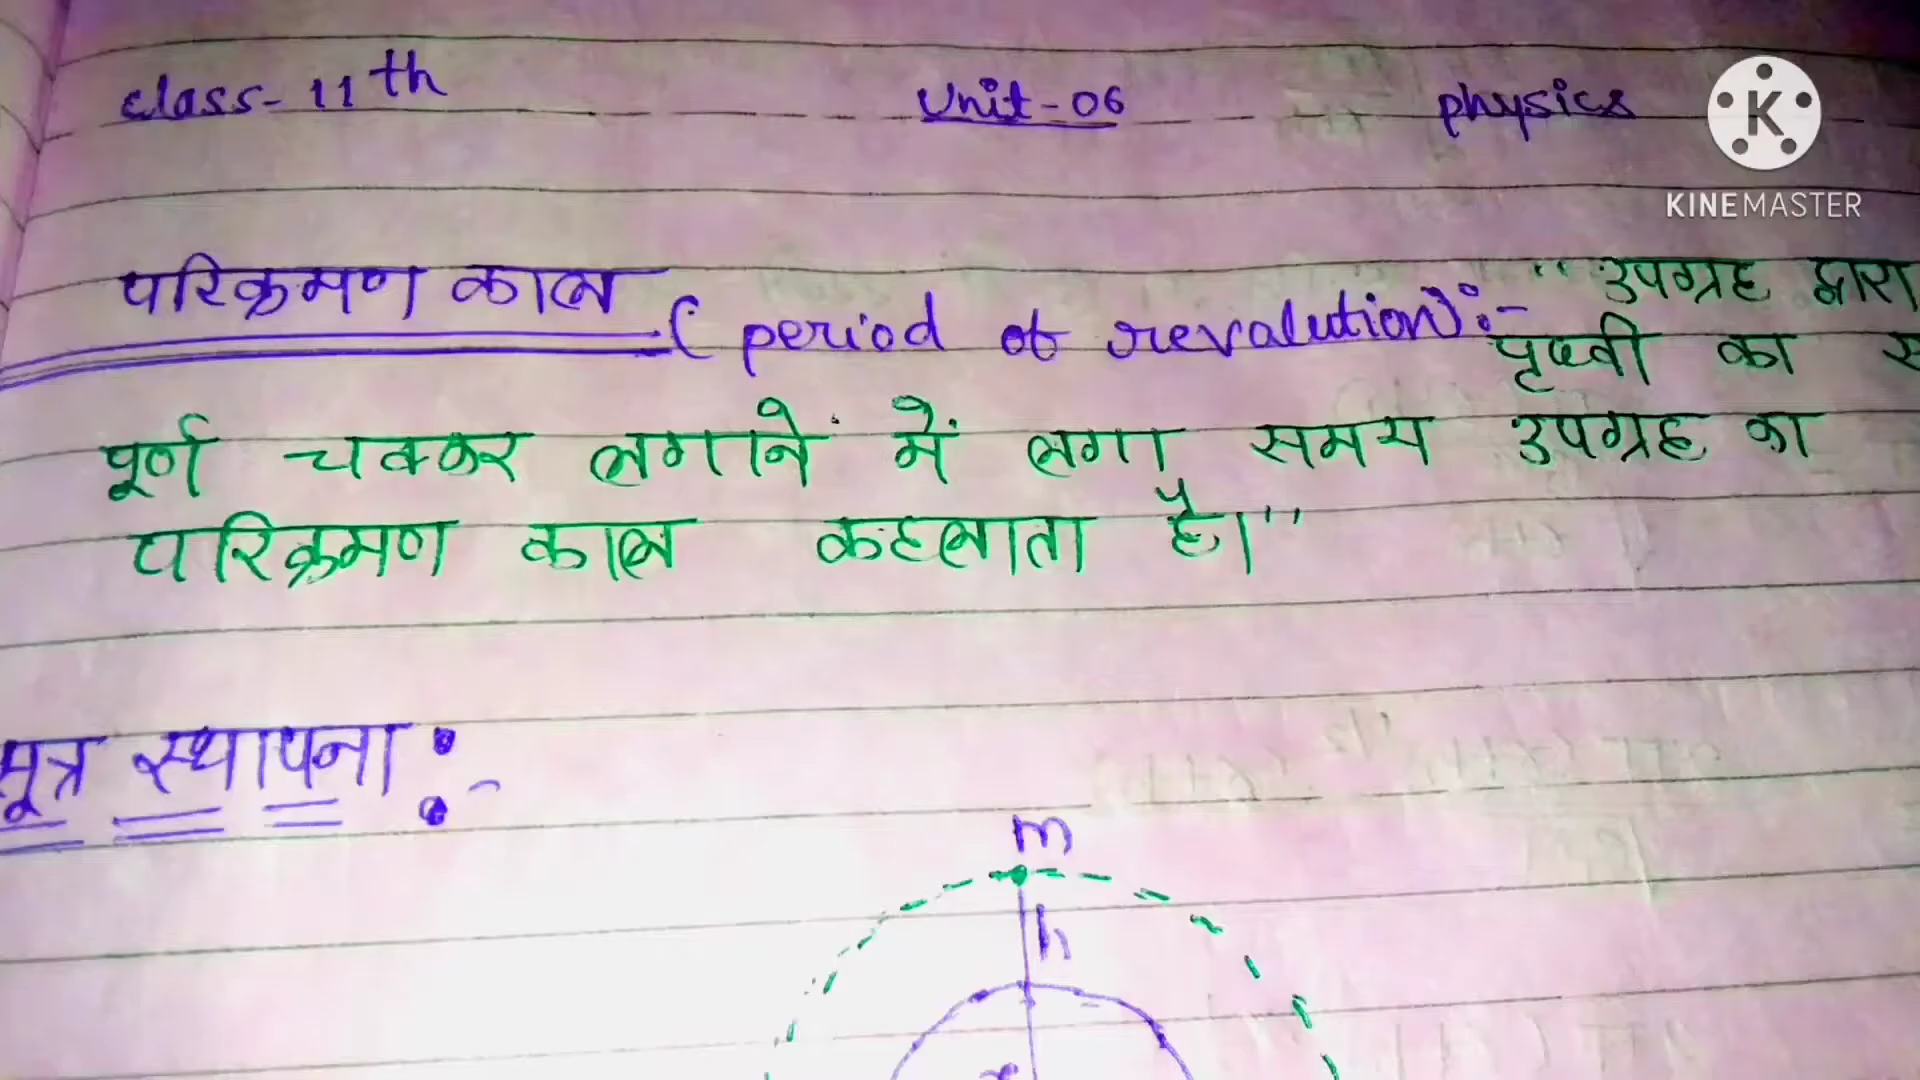 class-11th Unit-06 physics
KINEMASTER
परिक्रमण काल (period of revalution):- "उपग्रह द्वारा
पृथ्वी का
पूर्ण चक्कर लगाने में लगा समय उपग्रह का
परिक्रमण काल कहलाता है।"
सूत्र स्थापना :-
m
h